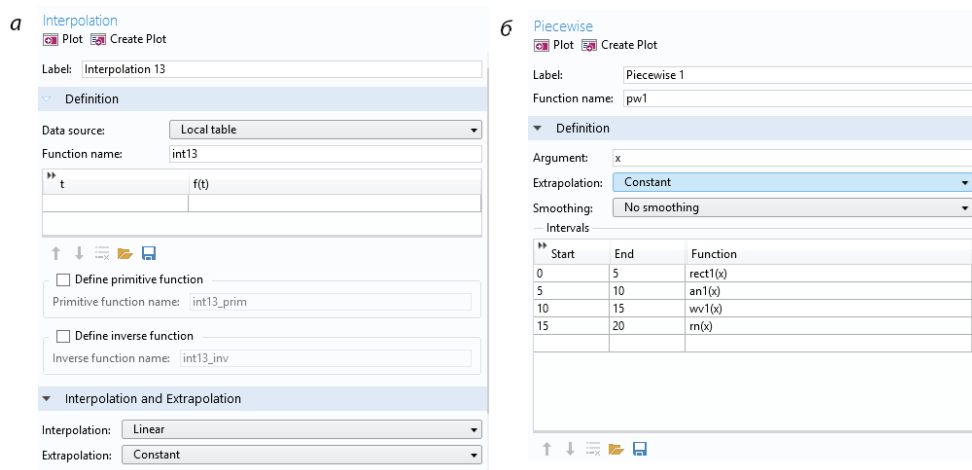 а
Interpolation
Plot Create Plot
Label: Interpolation 13
Definition
Data source: Local table
Function name: int13
t f(t)
Define primitive function
Primitive function name: int13_prim
Define inverse function
Inverse function name: int13_inv
Interpolation and Extrapolation
Interpolation: Linear
Extrapolation: Constant
б
Piecewise
Plot Create Plot
Label: Piecewise 1
Function name: pw1
Definition
Argument: x
Extrapolation: Constant
Smoothing: No smoothing
Intervals
Start End Function
0 5 rect1(x)
5 10 an1(x)
10 15 wv1(x)
15 20 rn(x)